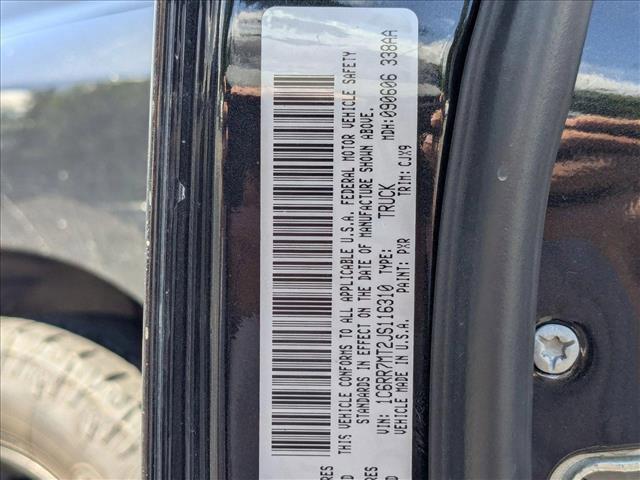 THIS VEHICLE CONFORMS TO ALL APPLICABLE U.S.A. FEDERAL MOTOR VEHICLE SAFETY
STANDARDS IN EFFECT ON THE DATE OF MANUFACTURE SHOWN ABOVE.
VIN: 1C6RR7MT2JS116310 TYPE: TRUCK MDH:090606 338AA
VEHICLE MADE IN U.S.A. PAINT: PXR TRIM: CJX9